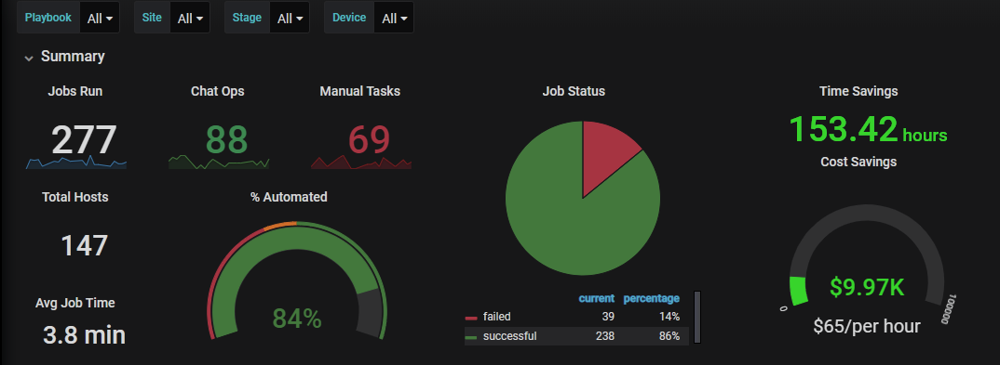 Playbook All Site All Stage All Device All
Summary
Jobs Run
277
Chat Ops
88
Manual Tasks
69
Total Hosts
147
Avg Job Time
3.8 min
% Automated
84%
Job Status
current percentage
failed 39 14%
successful 238 86%
Time Savings
153.42 hours
Cost Savings
$9.97K
0
100000
$65/per hour